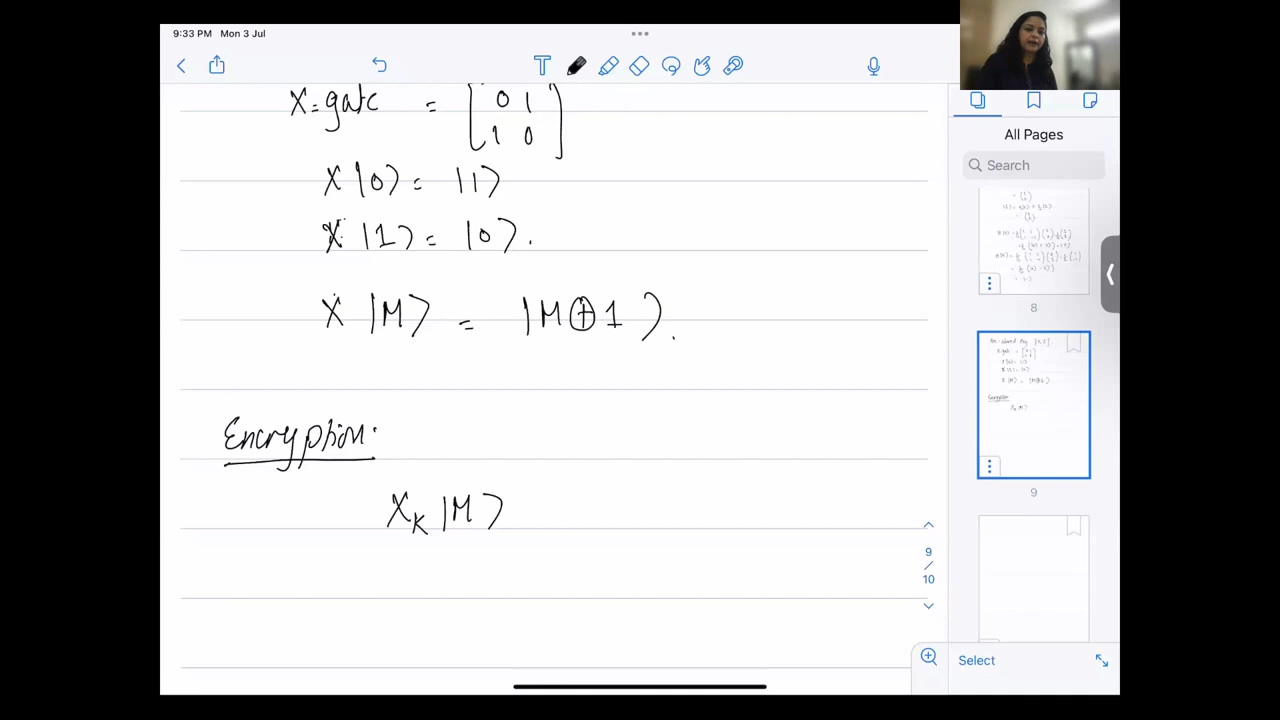 9:33 PM Mon 3 Jul
X = gate = [0 1
1 0]
X |0⟩ = |1⟩
X |1⟩ = |0⟩.
X |M⟩ = |M ⊕ 1⟩.
Encryption:
X_K |M⟩
9
/
10
All Pages
Search
8
9
Select